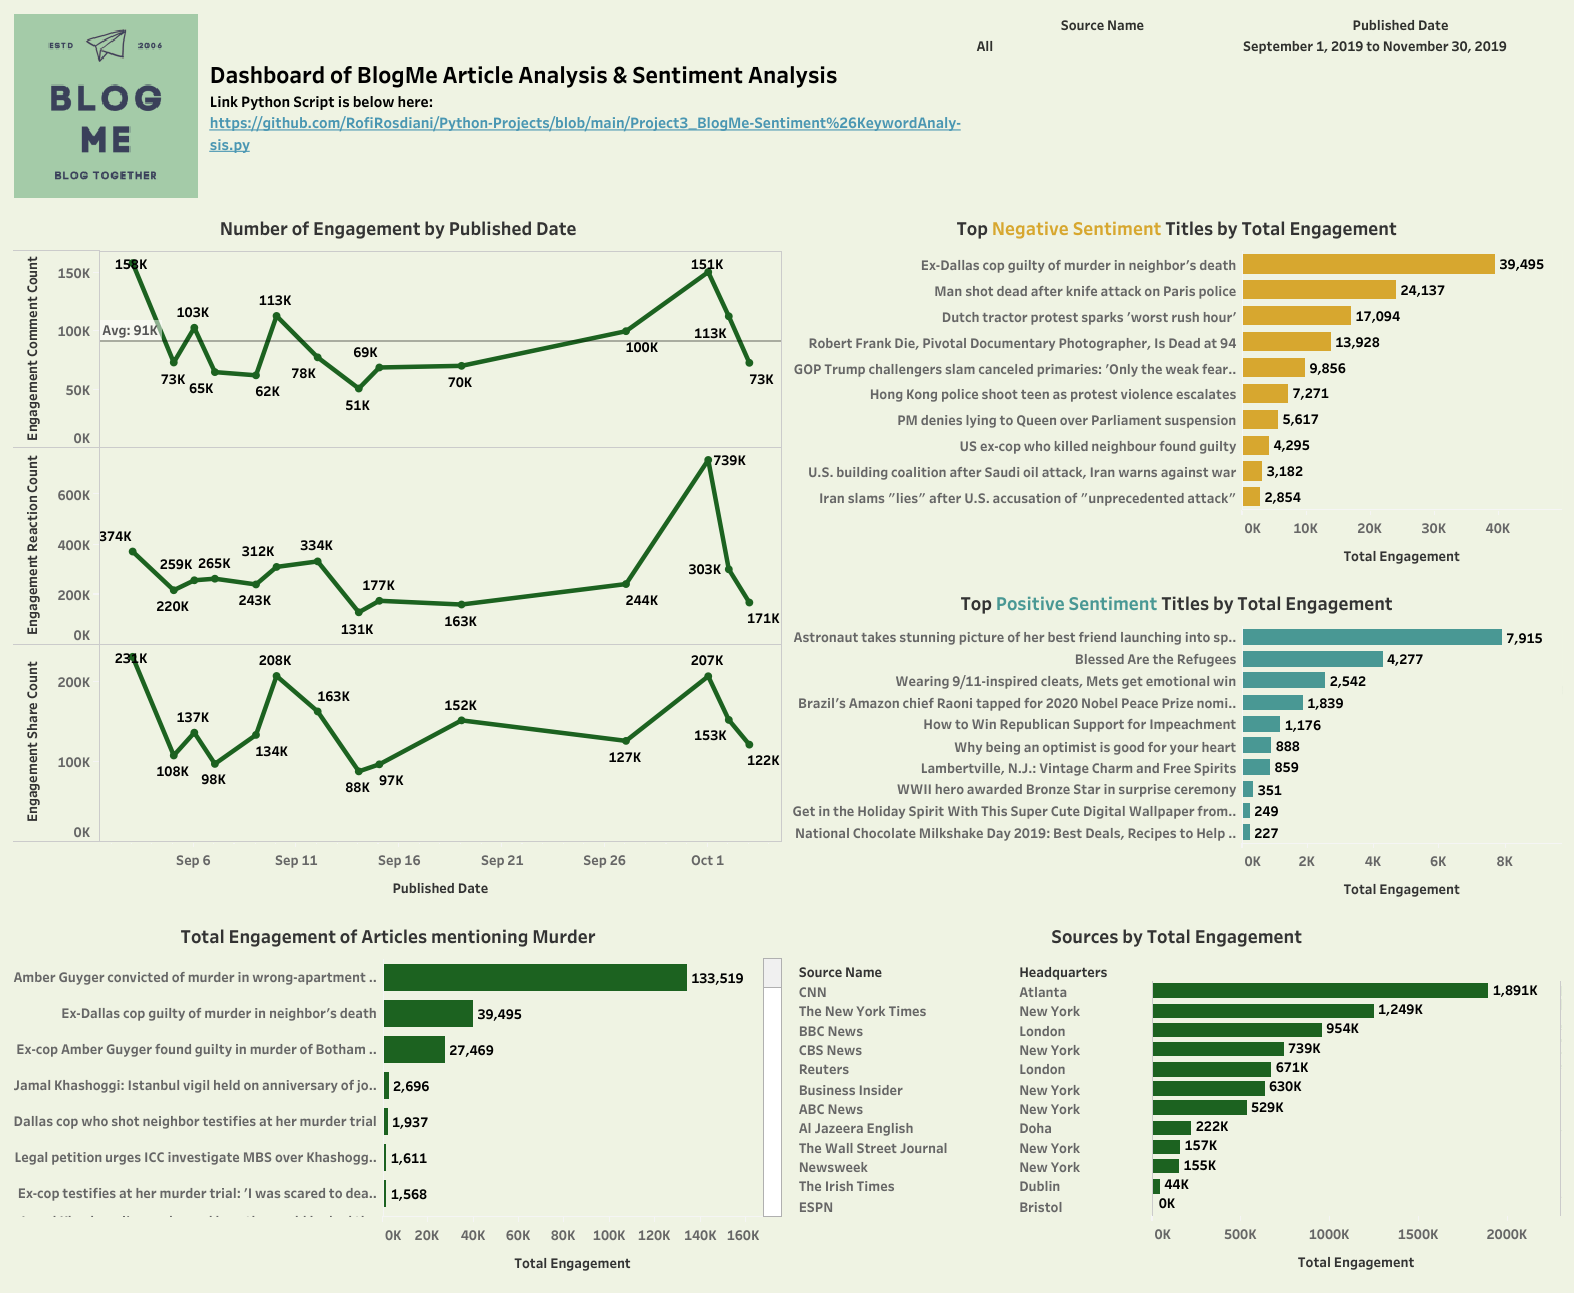 ESTD 2006
BLOG
ME
BLOG TOGETHER
Source Name
Published Date
All
September 1, 2019 to November 30, 2019
Dashboard of BlogMe Article Analysis & Sentiment Analysis
Link Python Script is below here:
https://github.com/RofiRosdiani/Python-Projects/blob/main/Project3_BlogMe-Sentiment%26KeywordAnaly-
sis.py
Number of Engagement by Published Date
Engagement Comment Count
150K
100K
50K
0K
Avg: 91K
158K
73K
103K
65K
62K
113K
78K
51K
69K
70K
100K
151K
113K
73K
Engagement Reaction Count
600K
400K
200K
0K
374K
220K
259K
265K
243K
312K
334K
131K
177K
163K
244K
739K
303K
171K
Engagement Share Count
200K
100K
0K
231K
108K
137K
98K
134K
208K
163K
88K
97K
152K
127K
207K
153K
122K
Sep 6 Sep 11 Sep 16 Sep 21 Sep 26 Oct 1
Published Date
Top Negative Sentiment Titles by Total Engagement
Ex-Dallas cop guilty of murder in neighbor’s death 39,495
Man shot dead after knife attack on Paris police 24,137
Dutch tractor protest sparks ’worst rush hour’ 17,094
Robert Frank Die, Pivotal Documentary Photographer, Is Dead at 94 13,928
GOP Trump challengers slam canceled primaries: ’Only the weak fear.. 9,856
Hong Kong police shoot teen as protest violence escalates 7,271
PM denies lying to Queen over Parliament suspension 5,617
US ex-cop who killed neighbour found guilty 4,295
U.S. building coalition after Saudi oil attack, Iran warns against war 3,182
Iran slams ”lies” after U.S. accusation of ”unprecedented attack” 2,854
0K 10K 20K 30K 40K
Total Engagement
Top Positive Sentiment Titles by Total Engagement
Astronaut takes stunning picture of her best friend launching into sp.. 7,915
Blessed Are the Refugees 4,277
Wearing 9/11-inspired cleats, Mets get emotional win 2,542
Brazil’s Amazon chief Raoni tapped for 2020 Nobel Peace Prize nomi.. 1,839
How to Win Republican Support for Impeachment 1,176
Why being an optimist is good for your heart 888
Lambertville, N.J.: Vintage Charm and Free Spirits 859
WWII hero awarded Bronze Star in surprise ceremony 351
Get in the Holiday Spirit With This Super Cute Digital Wallpaper from.. 249
National Chocolate Milkshake Day 2019: Best Deals, Recipes to Help .. 227
0K 2K 4K 6K 8K
Total Engagement
Total Engagement of Articles mentioning Murder
Amber Guyger convicted of murder in wrong-apartment .. 133,519
Ex-Dallas cop guilty of murder in neighbor’s death 39,495
Ex-cop Amber Guyger found guilty in murder of Botham .. 27,469
Jamal Khashoggi: Istanbul vigil held on anniversary of jo.. 2,696
Dallas cop who shot neighbor testifies at her murder trial 1,937
Legal petition urges ICC investigate MBS over Khashogg.. 1,611
Ex-cop testifies at her murder trial: ’I was scared to dea.. 1,568
0K 20K 40K 60K 80K 100K 120K 140K 160K
Total Engagement
Sources by Total Engagement
Source Name Headquarters
CNN Atlanta 1,891K
The New York Times New York 1,249K
BBC News London 954K
CBS News New York 739K
Reuters London 671K
Business Insider New York 630K
ABC News New York 529K
Al Jazeera English Doha 222K
The Wall Street Journal New York 157K
Newsweek New York 155K
The Irish Times Dublin 44K
ESPN Bristol 0K
0K 500K 1000K 1500K 2000K
Total Engagement